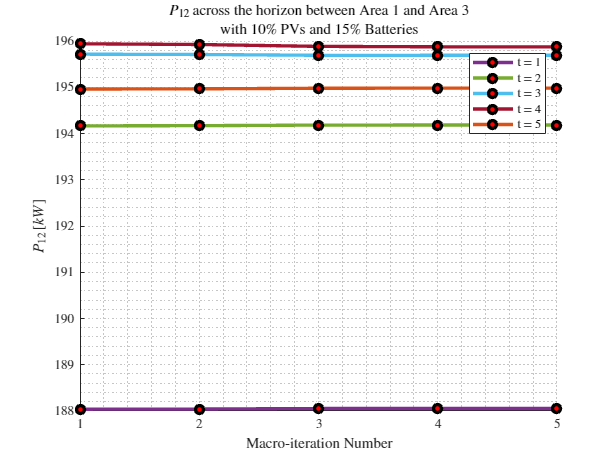 P12 across the horizon between Area 1 and Area 3
with 10% PVs and 15% Batteries
196
195
194
193
192
191
190
189
188
P12 [kW]
t = 1
t = 2
t = 3
t = 4
t = 5
1 2 3 4 5
Macro-iteration Number